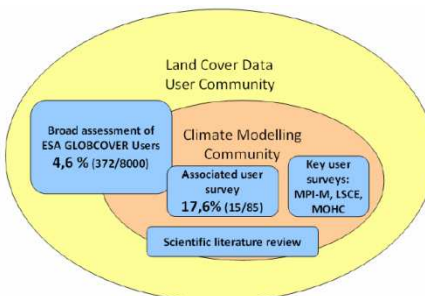 Land Cover Data
User Community
Broad assessment of
ESA GLOBCOVER Users
4,6 % (372/8000)
Climate Modelling
Community
Associated user
survey
17,6% (15/85)
Key user
surveys:
MPI-M, LSCE,
MOHC
Scientific literature review